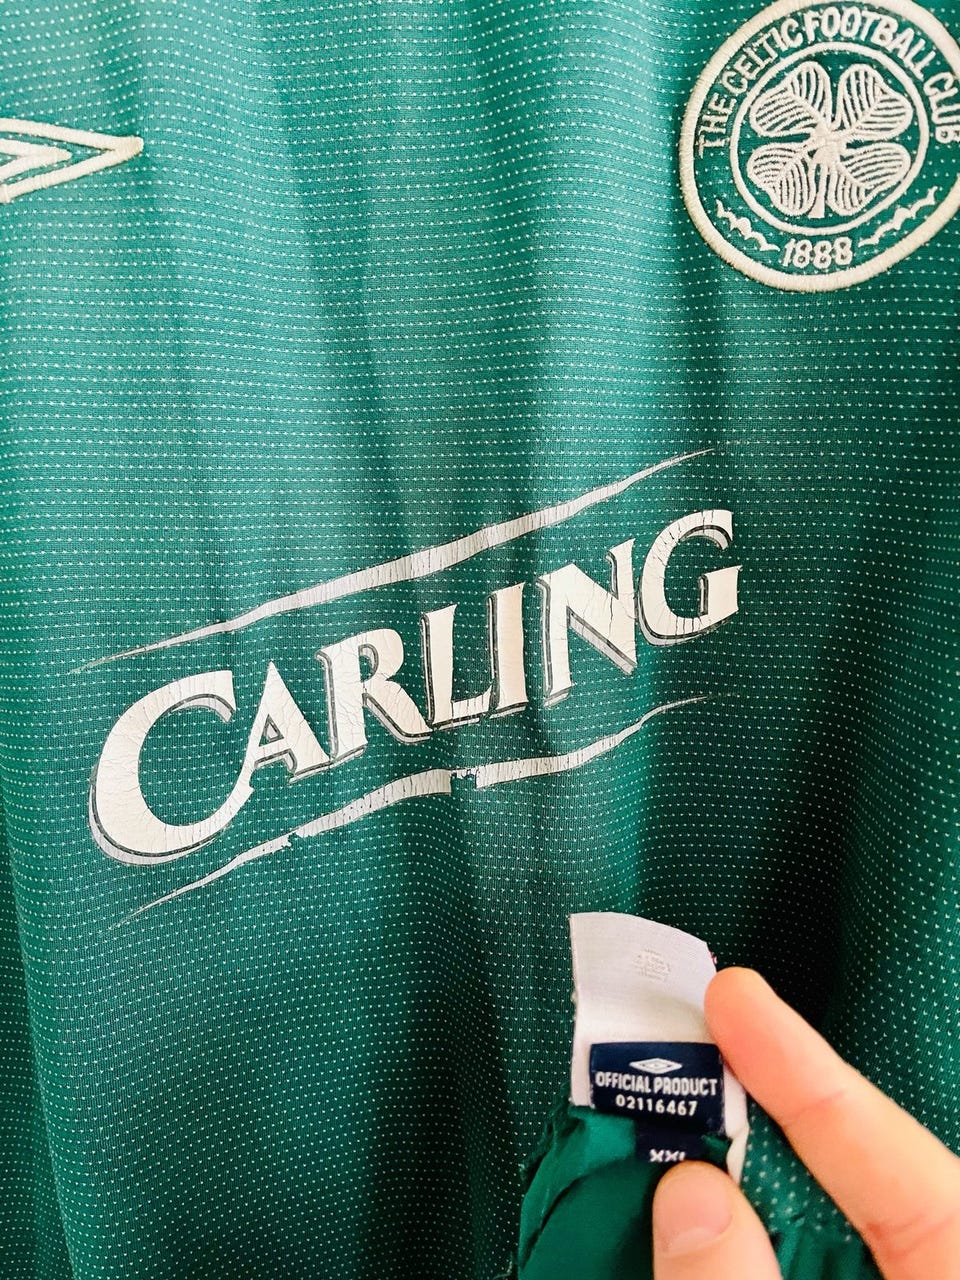 THE CELTIC FOOTBALL CLUB
1888
CARLING
OFFICIAL PRODUCT
02116467
XXL